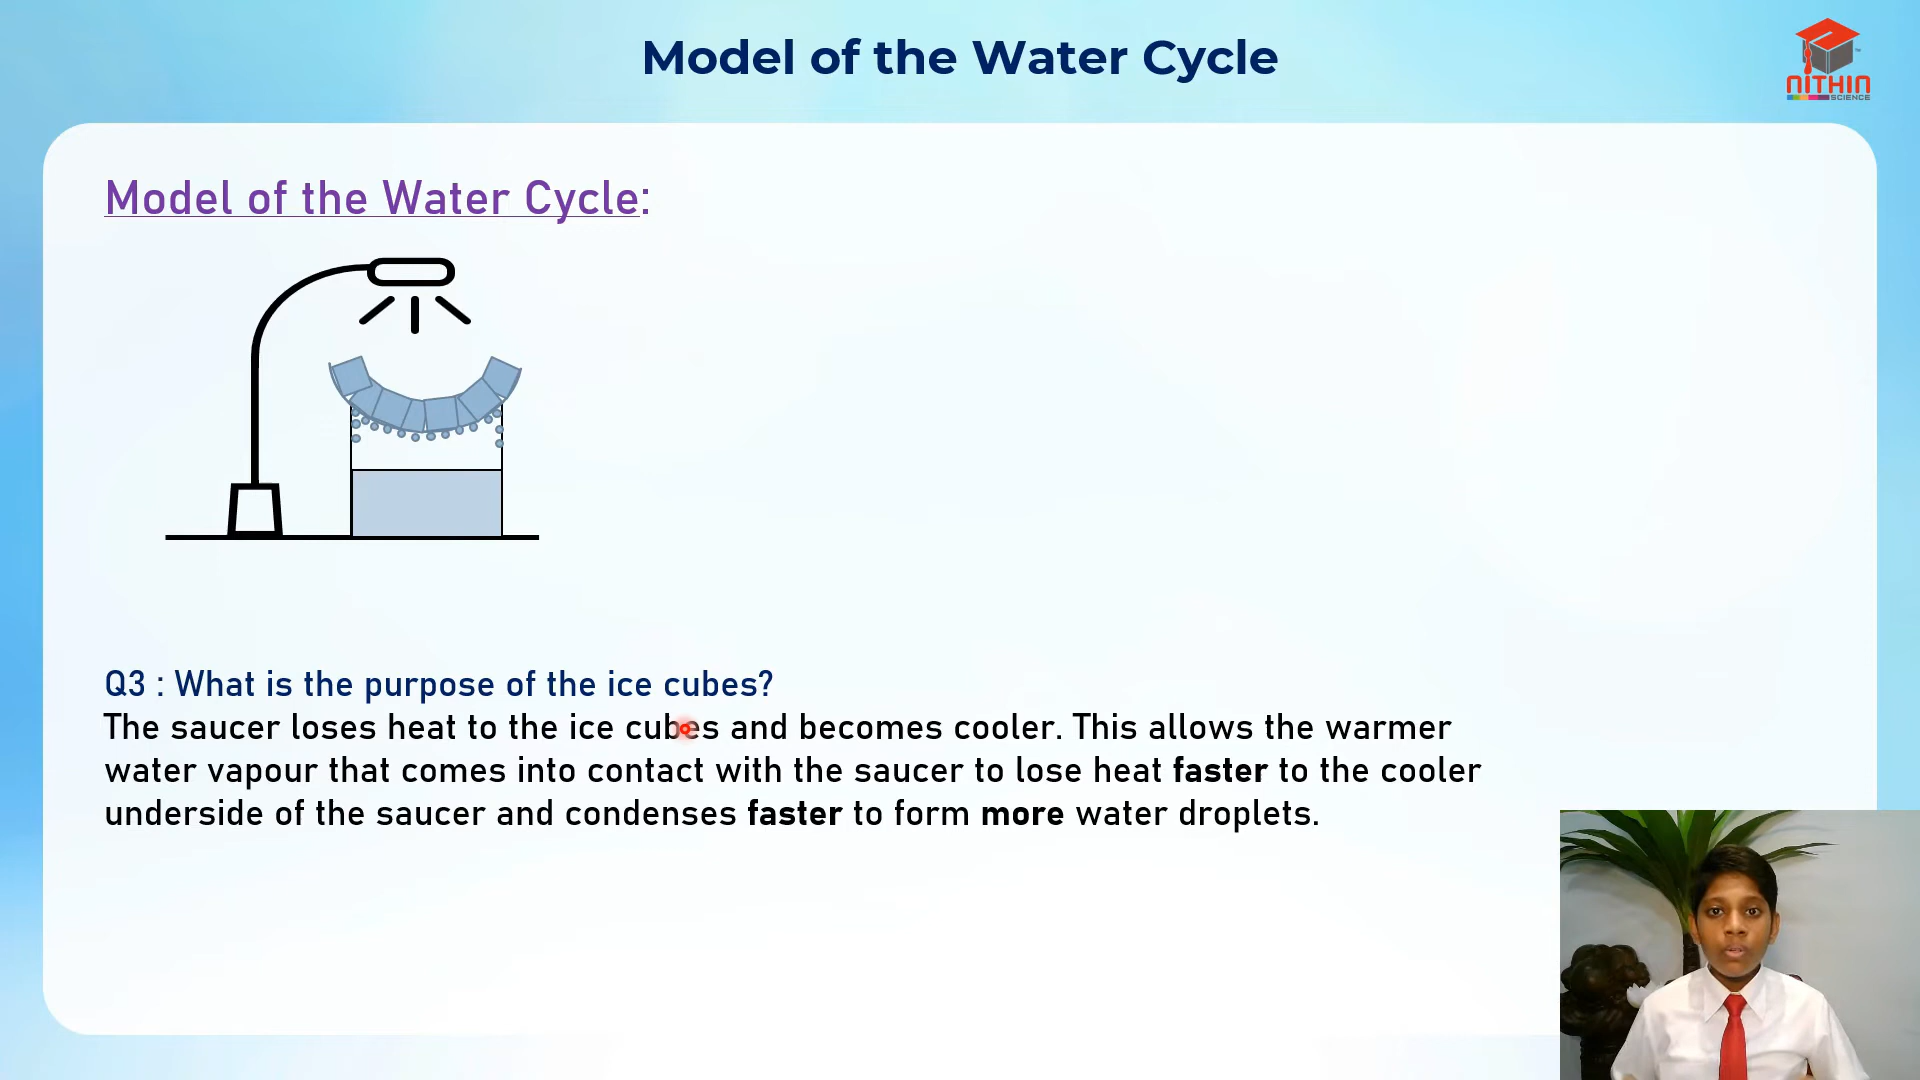 Model of the Water Cycle
NiTHIN
SCIENCE
Model of the Water Cycle:
Q3 : What is the purpose of the ice cubes?
The saucer loses heat to the ice cubes and becomes cooler. This allows the warmer
water vapour that comes into contact with the saucer to lose heat faster to the cooler
underside of the saucer and condenses faster to form more water droplets.